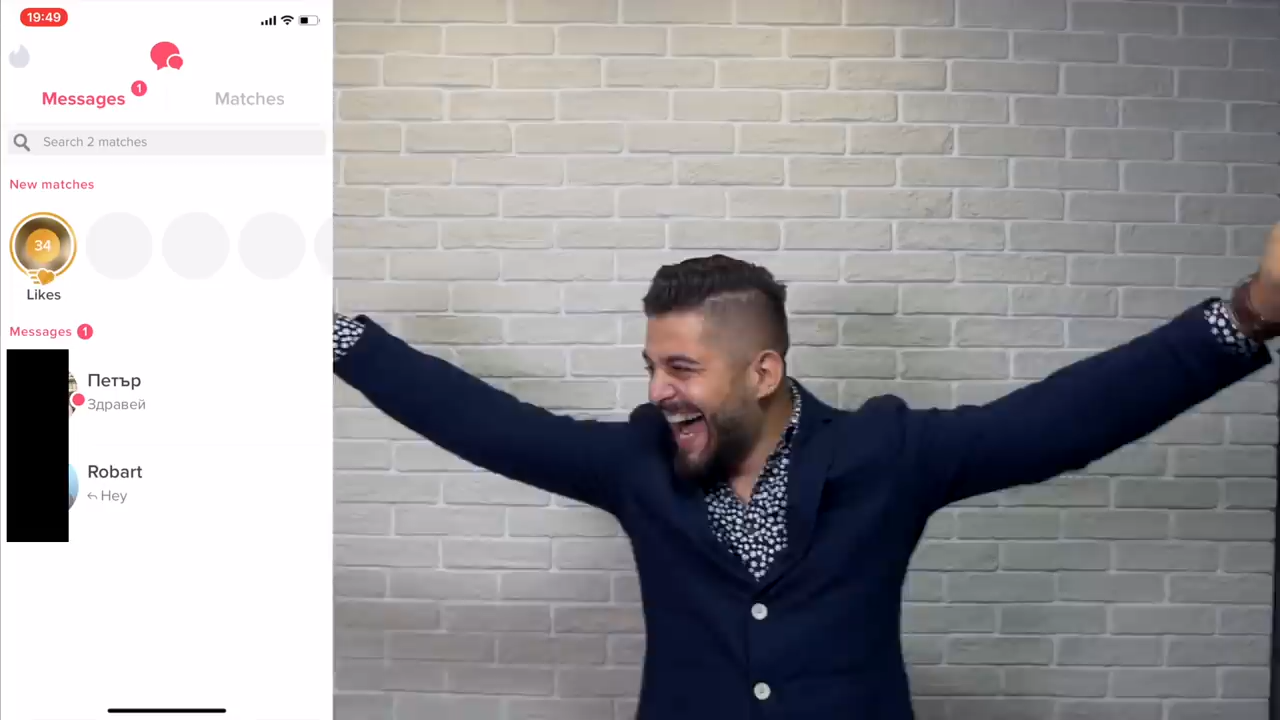 19:49
Messages 1
Matches
Search 2 matches
New matches
34
Likes
Messages 1
Петър
Здравей
Robart
Hey